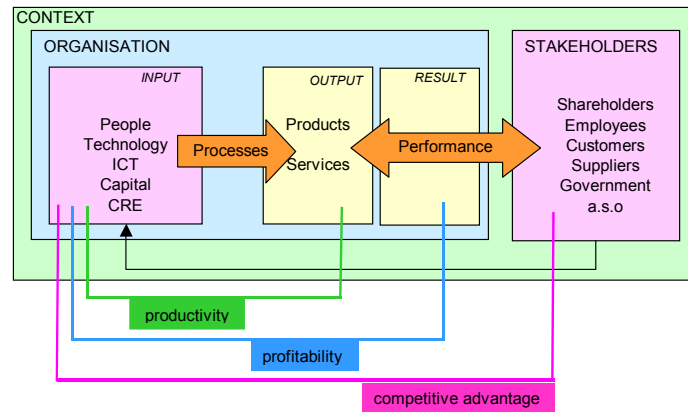 CONTEXT
ORGANISATION
STAKEHOLDERS
INPUT
OUTPUT
RESULT
People
Technology
ICT
Capital
CRE
Processes
Products
Services
Performance
Shareholders
Employees
Customers
Suppliers
Government
a.s.o
productivity
profitability
competitive advantage